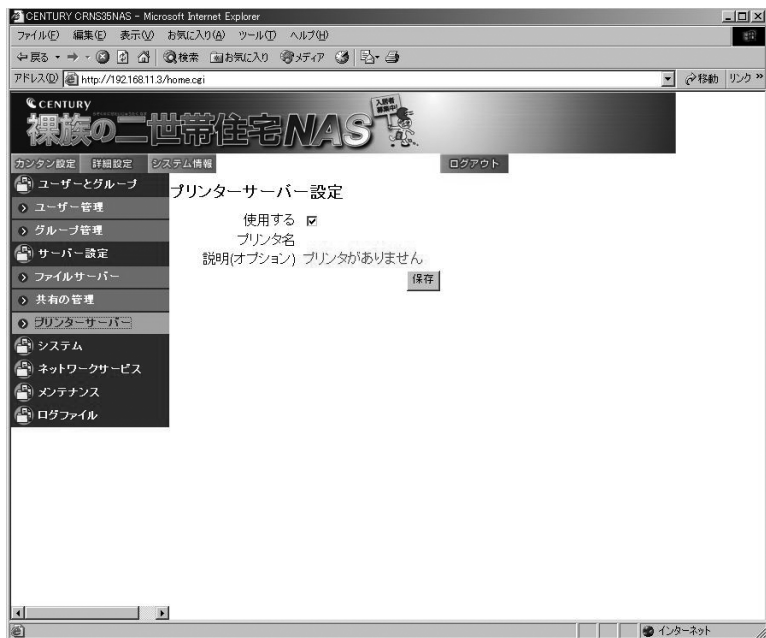 CENTURY CRNS35NAS - Microsoft Internet Explorer
ファイル(F) 編集(E) 表示(V) お気に入り(A) ツール(T) ヘルプ(H)
戻る 検索 お気に入り メディア
アドレス(D) http://192.168.11.3/home.cgi 移動 リンク »
CENTURY
裸族の二世帯住宅NAS
入居者募集中
カンタン設定 詳細設定 システム情報 ログアウト
ユーザーとグループ
ユーザー管理
グループ管理
サーバー設定
ファイルサーバー
共有の管理
プリンターサーバー
システム
ネットワークサービス
メンテナンス
ログファイル
プリンターサーバー設定
使用する
プリンタ名
説明(オプション) プリンタがありません
保存
インターネット